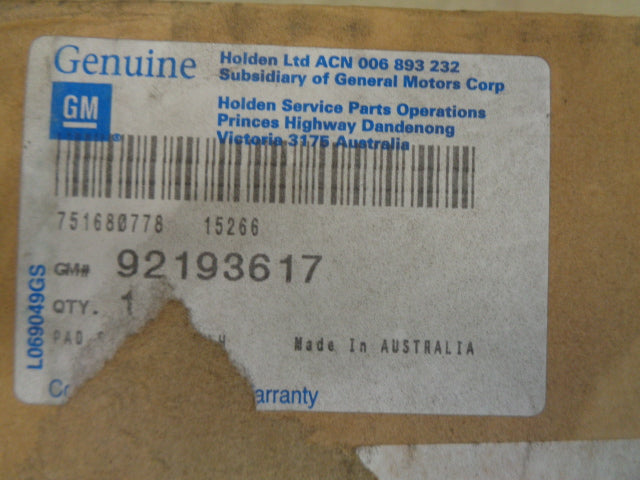 Genuine
Holden Ltd ACN 006 893 232
Subsidiary of General Motors Corp
GM
®
Holden Service Parts Operations
Princes Highway Dandenong
Victoria 3175 Australia
751680778 15266
GM# 92193617
QTY. 1
PAD
Made In AUSTRALIA
L069049GS